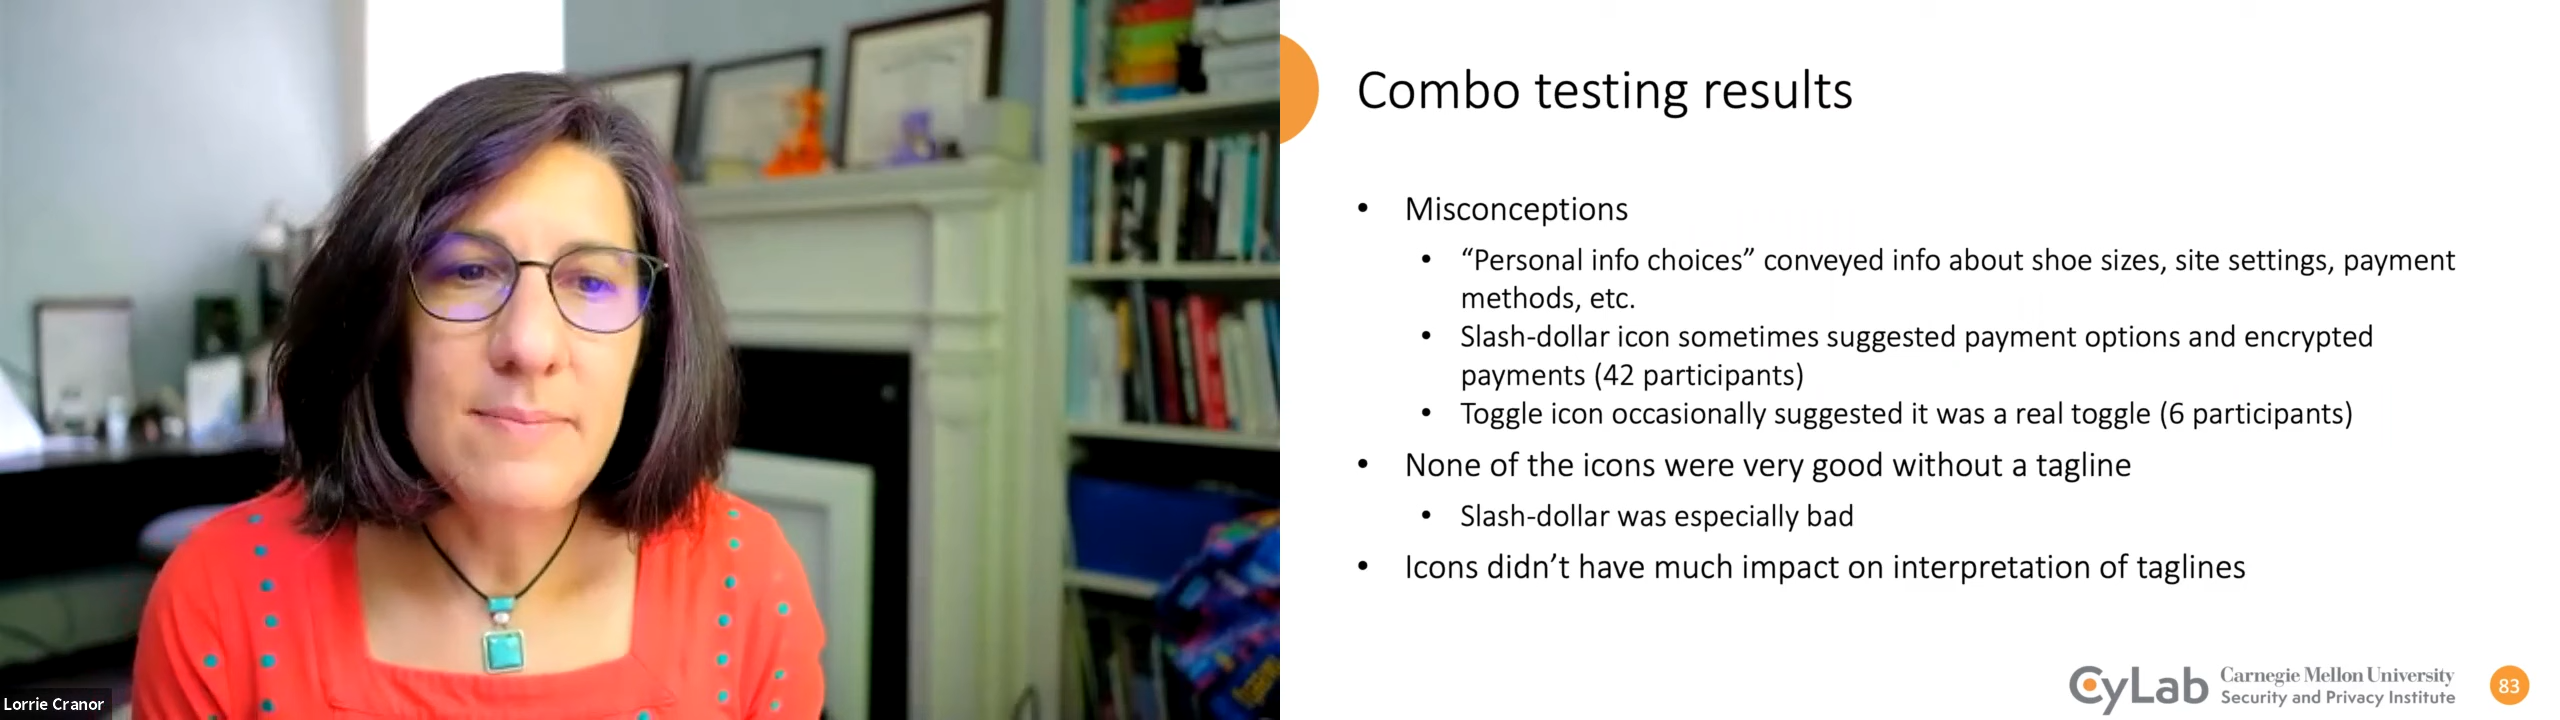 Lorrie Cranor
Combo testing results
• Misconceptions
• “Personal info choices” conveyed info about shoe sizes, site settings, payment
methods, etc.
• Slash-dollar icon sometimes suggested payment options and encrypted
payments (42 participants)
• Toggle icon occasionally suggested it was a real toggle (6 participants)
• None of the icons were very good without a tagline
• Slash-dollar was especially bad
• Icons didn’t have much impact on interpretation of taglines
CyLab
Carnegie Mellon University
Security and Privacy Institute
83